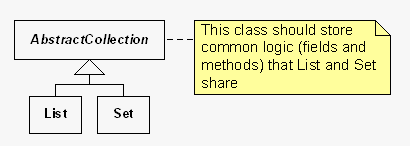 AbstractCollection
This class should store
common logic (fields and
methods) that List and Set
share
List
Set